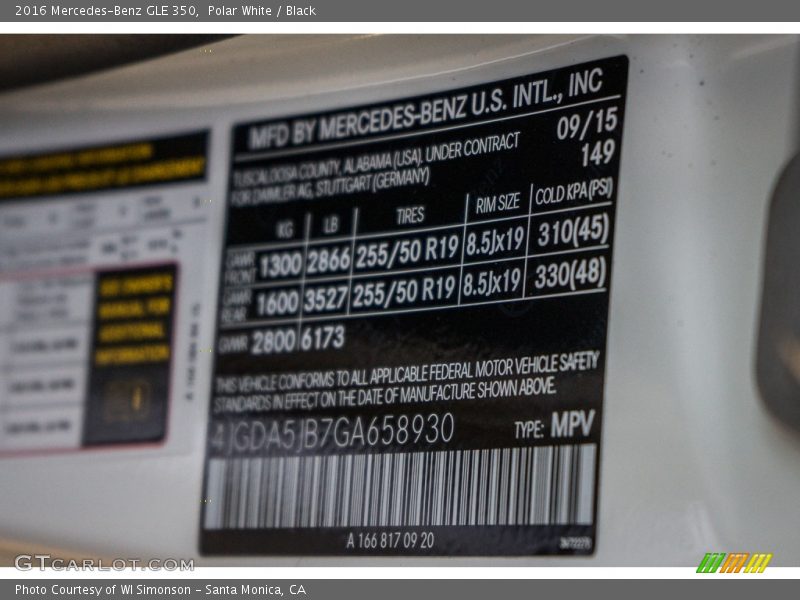 2016 Mercedes-Benz GLE 350,  Polar White / Black
MFD BY MERCEDES-BENZ U.S. INTL., INC
TUSCALOOSA COUNTY, ALABAMA (USA), UNDER CONTRACT 09/15
FOR DAIMLER AG, STUTTGART (GERMANY) 149
KG LB TIRES RIM SIZE COLD KPA(PSI)
GAWR FRONT 1300 2866 255/50 R19 8.5Jx19 310(45)
GAWR REAR 1600 3527 255/50 R19 8.5Jx19 330(48)
GVWR 2800 6173
THIS VEHICLE CONFORMS TO ALL APPLICABLE FEDERAL MOTOR VEHICLE SAFETY
STANDARDS IN EFFECT ON THE DATE OF MANUFACTURE SHOWN ABOVE.
4JGDA5JB7GA658930 TYPE: MPV
A 166 817 09 20
SEE OWNER'S
MANUAL FOR
ADDITIONAL
INFORMATION
GTCARLOT.COM
Photo Courtesy of WI Simonson - Santa Monica, CA